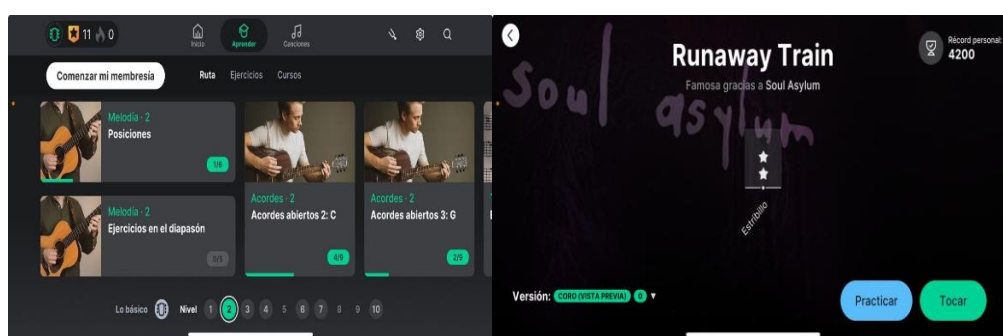 11 0
Inicio Aprender Canciones
Comenzar mi membresía Ruta Ejercicios Cursos
Melodía - 2
Posiciones
1/6
Melodía - 2
Ejercicios en el diapasón
0/5
Acordes - 2
Acordes abiertos 2: C
4/9
Acordes - 2
Acordes abiertos 3: G
2/9
Lo básico Nivel 1 2 3 4 5 6 7 8 9 10
Runaway Train
Famosa gracias a Soul Asylum
Récord personal:
4200
soul asylum
Estribillo
Versión: CORO (VISTA PREVIA) 0
Practicar Tocar